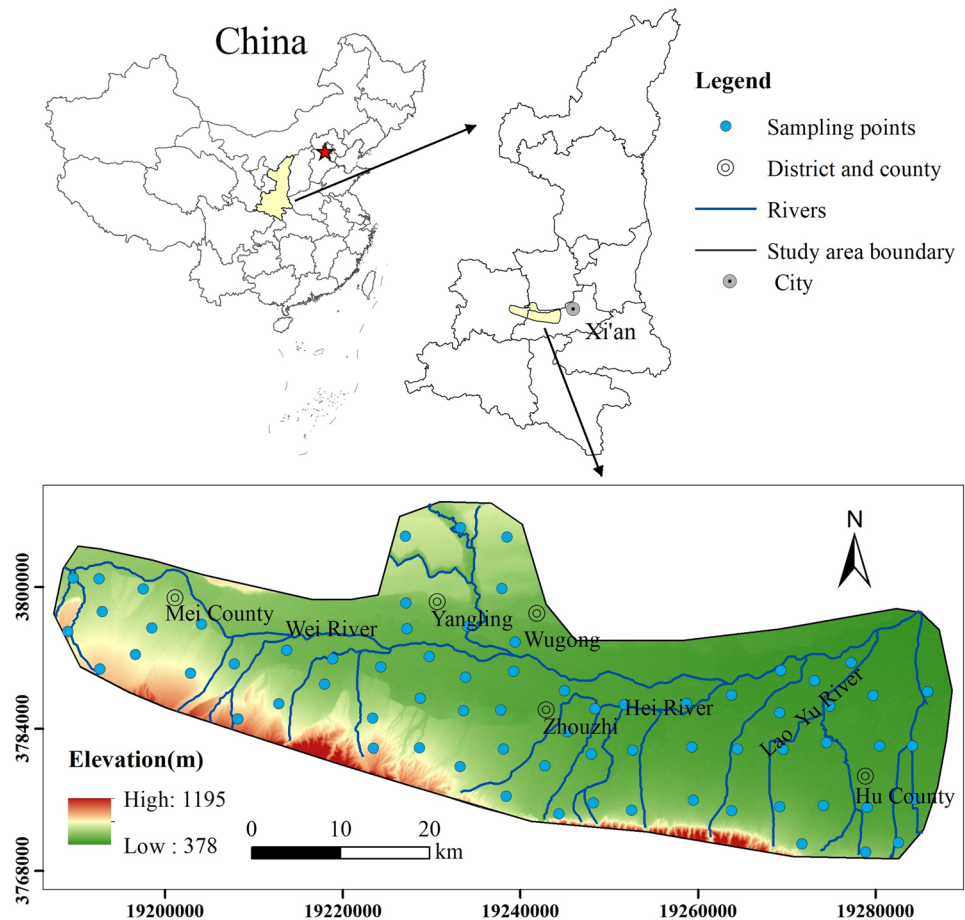 China
Legend
Sampling points
District and county
Rivers
Study area boundary
City
Xi'an
N
3800000
3784000
3768000
Mei County
Wei River
Yangling
Wugong
Zhouzhi
Hei River
Lao Yu River
Hu County
Elevation(m)
High: 1195
Low : 378
0 10 20
km
19200000 19220000 19240000 19260000 19280000